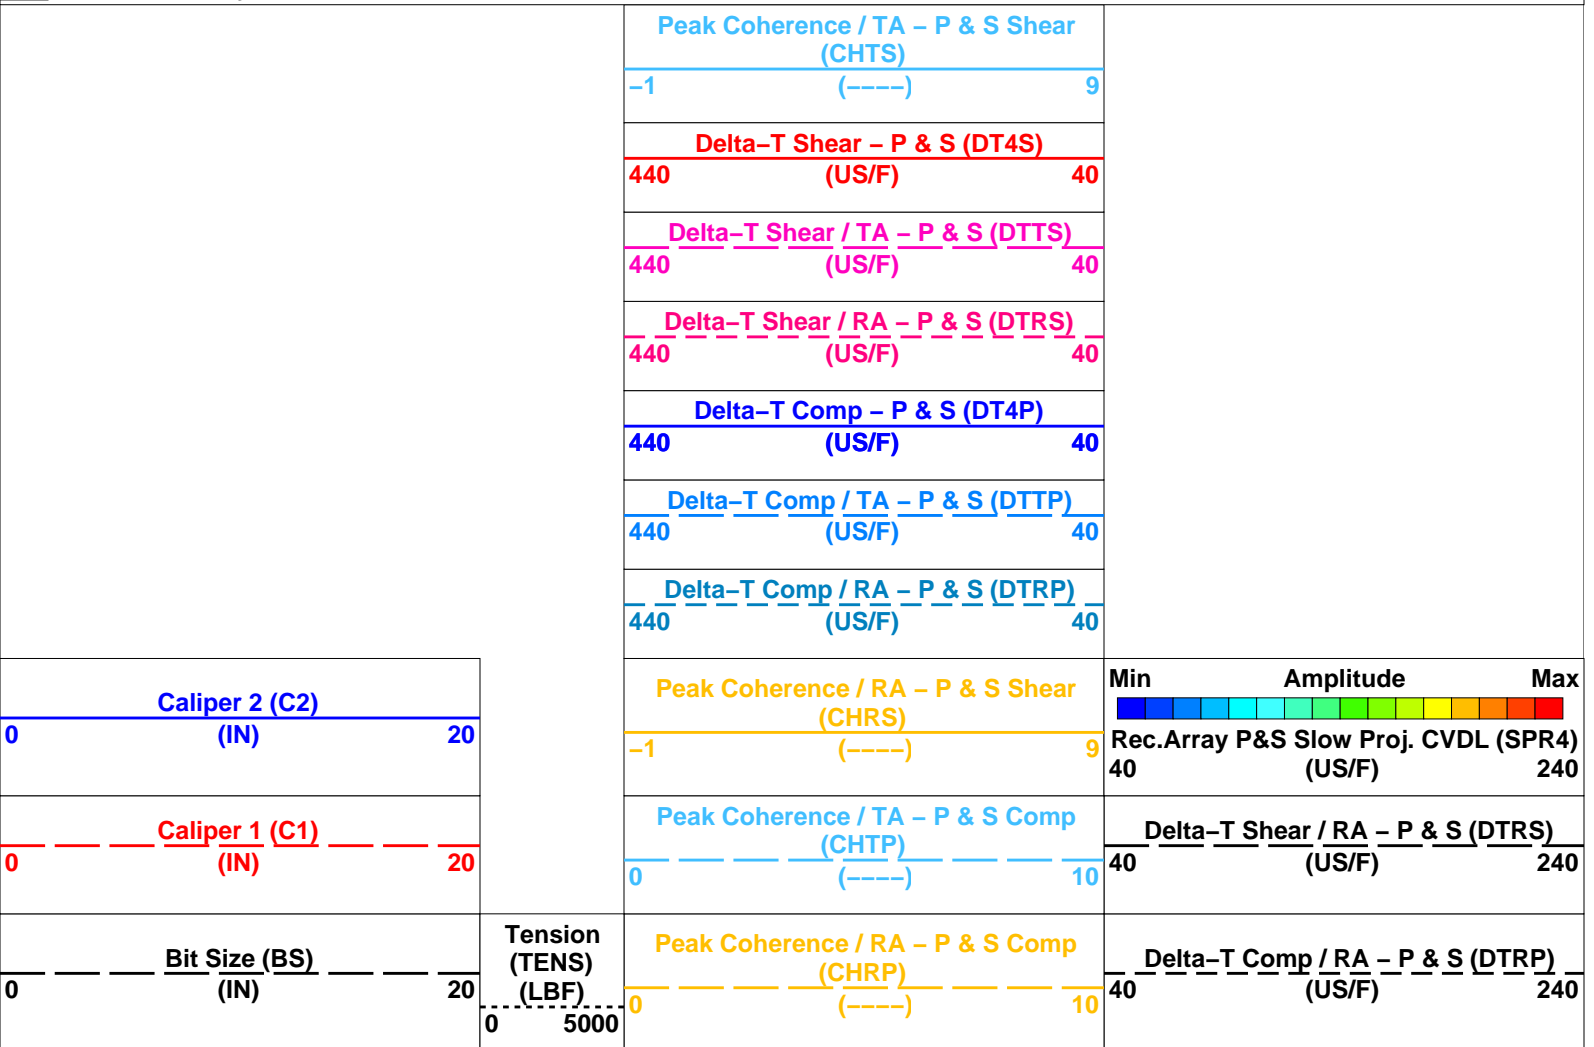 Peak Coherence / TA – P & S Shear
(CHTS)
–1 (––––) 9
Delta–T Shear – P & S (DT4S)
440 (US/F) 40
Delta–T Shear / TA – P & S (DTTS)
440 (US/F) 40
Delta–T Shear / RA – P & S (DTRS)
440 (US/F) 40
Delta–T Comp – P & S (DT4P)
440 (US/F) 40
Delta–T Comp / TA – P & S (DTTP)
440 (US/F) 40
Delta–T Comp / RA – P & S (DTRP)
440 (US/F) 40
Caliper 2 (C2)
0 (IN) 20
Peak Coherence / RA – P & S Shear
(CHRS)
–1 (––––) 9
Min Amplitude Max
Rec.Array P&S Slow Proj. CVDL (SPR4)
40 (US/F) 240
Caliper 1 (C1)
0 (IN) 20
Peak Coherence / TA – P & S Comp
(CHTP)
0 (––––) 10
Delta–T Shear / RA – P & S (DTRS)
40 (US/F) 240
Bit Size (BS)
0 (IN) 20
Tension
(TENS)
(LBF)
0 5000
Peak Coherence / RA – P & S Comp
(CHRP)
0 (––––) 10
Delta–T Comp / RA – P & S (DTRP)
40 (US/F) 240